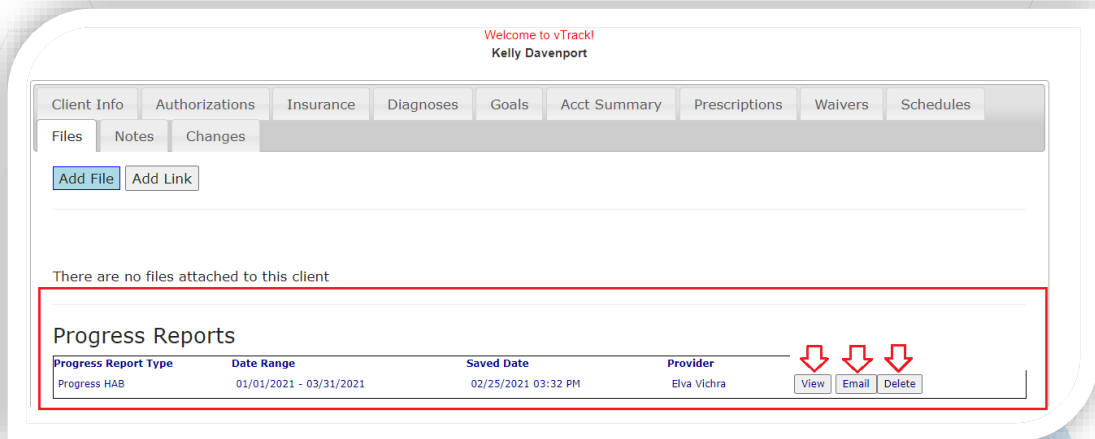 Welcome to vTrack!
Kelly Davenport
Client Info Authorizations Insurance Diagnoses Goals Acct Summary Prescriptions Waivers Schedules
Files Notes Changes
Add File Add Link
There are no files attached to this client
Progress Reports
Progress Report Type Date Range Saved Date Provider
Progress HAB 01/01/2021 - 03/31/2021 02/25/2021 03:32 PM Elva Vichra View Email Delete